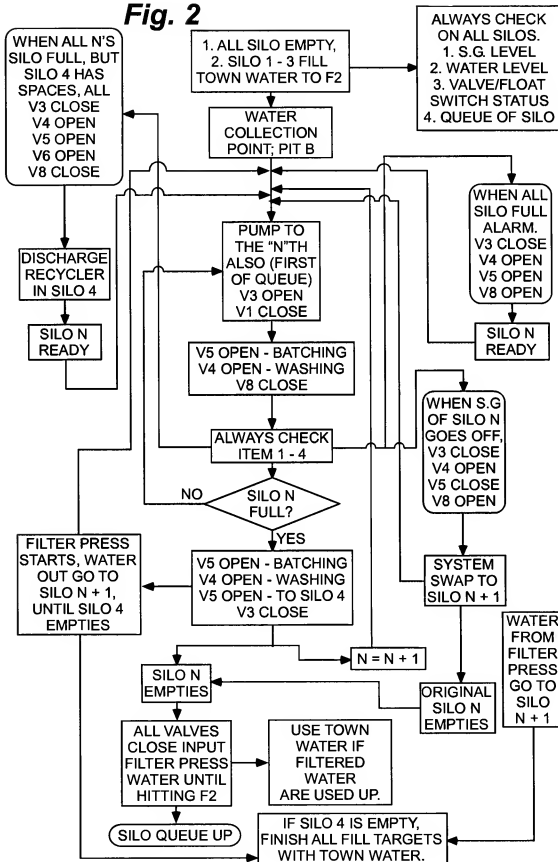 Fig. 2
WHEN ALL N'S
SILO FULL, BUT
SILO 4 HAS
SPACES, ALL
V3 CLOSE
V4 OPEN
V5 OPEN
V6 OPEN
V8 CLOSE
1. ALL SILO EMPTY,
2. SILO 1 - 3 FILL
TOWN WATER TO F2
ALWAYS CHECK
ON ALL SILOS.
1. S.G. LEVEL
2. WATER LEVEL
3. VALVE/FLOAT
SWITCH STATUS
4. QUEUE OF SILO
WATER
COLLECTION
POINT; PIT B
DISCHARGE
RECYCLER
IN SILO 4
SILO N
READY
PUMP TO
THE "N"TH
ALSO (FIRST
OF QUEUE)
V3 OPEN
V1 CLOSE
WHEN ALL
SILO FULL
ALARM.
V3 CLOSE
V4 OPEN
V5 OPEN
V8 OPEN
SILO N
READY
V5 OPEN - BATCHING
V4 OPEN - WASHING
V8 CLOSE
ALWAYS CHECK
ITEM 1 - 4
WHEN S.G
OF SILO N
GOES OFF,
V3 CLOSE
V4 OPEN
V5 CLOSE
V8 OPEN
NO
SILO N
FULL?
YES
FILTER PRESS
STARTS, WATER
OUT GO TO
SILO N + 1,
UNTIL SILO 4
EMPTIES
V5 OPEN - BATCHING
V4 OPEN - WASHING
V5 OPEN - TO SILO 4
V3 CLOSE
SYSTEM
SWAP TO
SILO N + 1
WATER
FROM
FILTER
PRESS
GO TO
SILO
N + 1
N = N + 1
SILO N
EMPTIES
ORIGINAL
SILO N
EMPTIES
ALL VALVES
CLOSE INPUT
FILTER PRESS
WATER UNTIL
HITTING F2
USE TOWN
WATER IF
FILTERED
WATER
ARE USED UP.
SILO QUEUE UP
IF SILO 4 IS EMPTY,
FINISH ALL FILL TARGETS
WITH TOWN WATER.